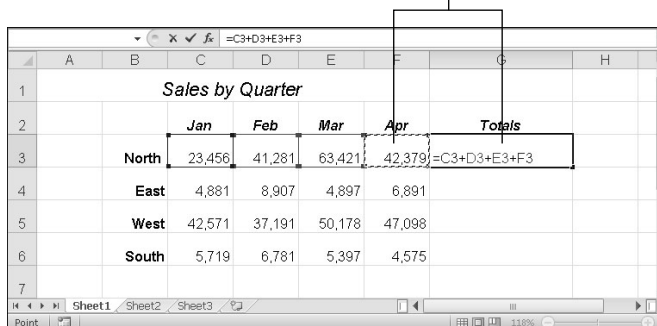 =C3+D3+E3+F3
A B C D E F G H
1 Sales by Quarter
2 Jan Feb Mar Apr Totals
3 North 23,456 41,281 63,421 42,379 =C3+D3+E3+F3
4 East 4,881 8,907 4,897 6,891
5 West 42,571 37,191 50,178 47,098
6 South 5,719 6,781 5,397 4,575
7
Sheet1 Sheet2 Sheet3
Point 118%